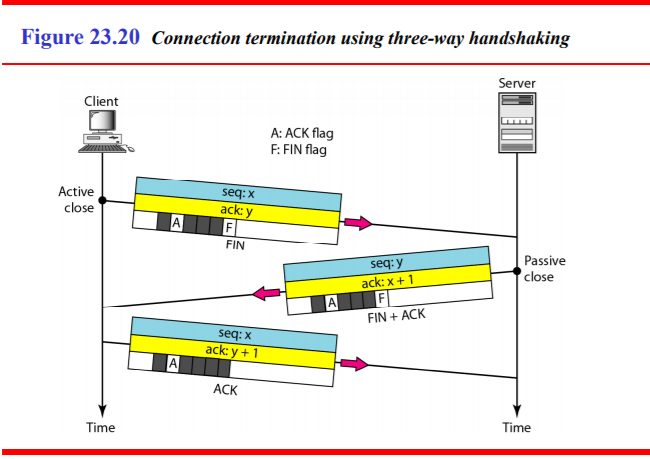 Figure 23.20 Connection termination using three-way handshaking
Client
Server
A: ACK flag
F: FIN flag
Active
close
seq: x
ack: y
A
F
FIN
seq: y
ack: x + 1
A
F
FIN + ACK
Passive
close
seq: x
ack: y + 1
A
ACK
Time
Time